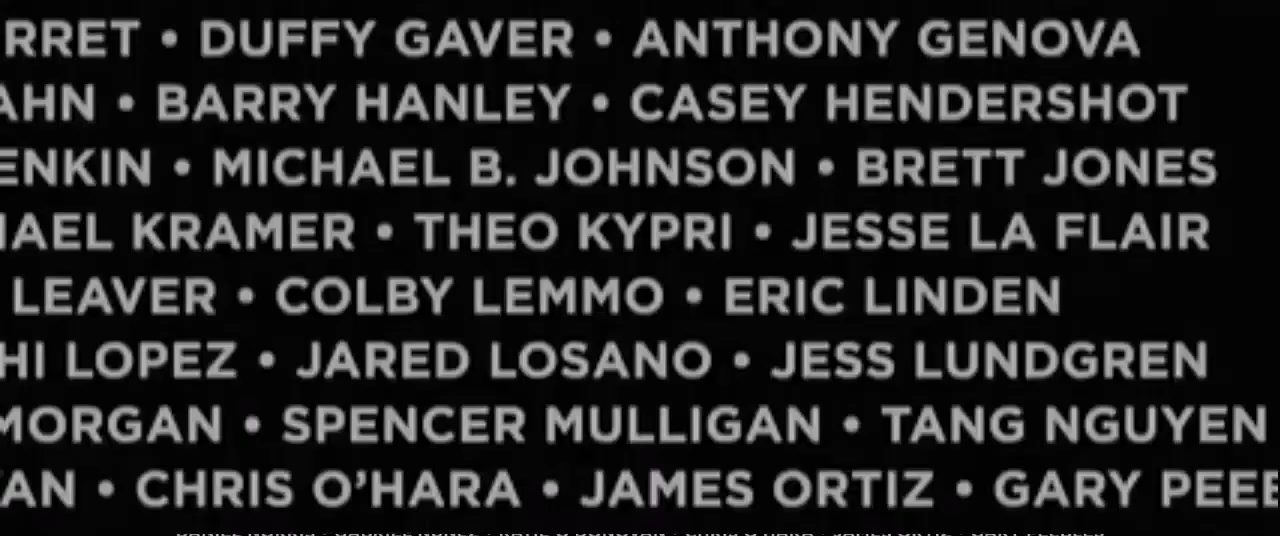 RRET • DUFFY GAVER • ANTHONY GENOVA
AHN • BARRY HANLEY • CASEY HENDERSHOT
ENKIN • MICHAEL B. JOHNSON • BRETT JONES
AEL KRAMER • THEO KYPRI • JESSE LA FLAIR
LEAVER • COLBY LEMMO • ERIC LINDEN
HI LOPEZ • JARED LOSANO • JESS LUNDGREN
MORGAN • SPENCER MULLIGAN • TANG NGUYEN
AN • CHRIS O’HARA • JAMES ORTIZ • GARY PEEB